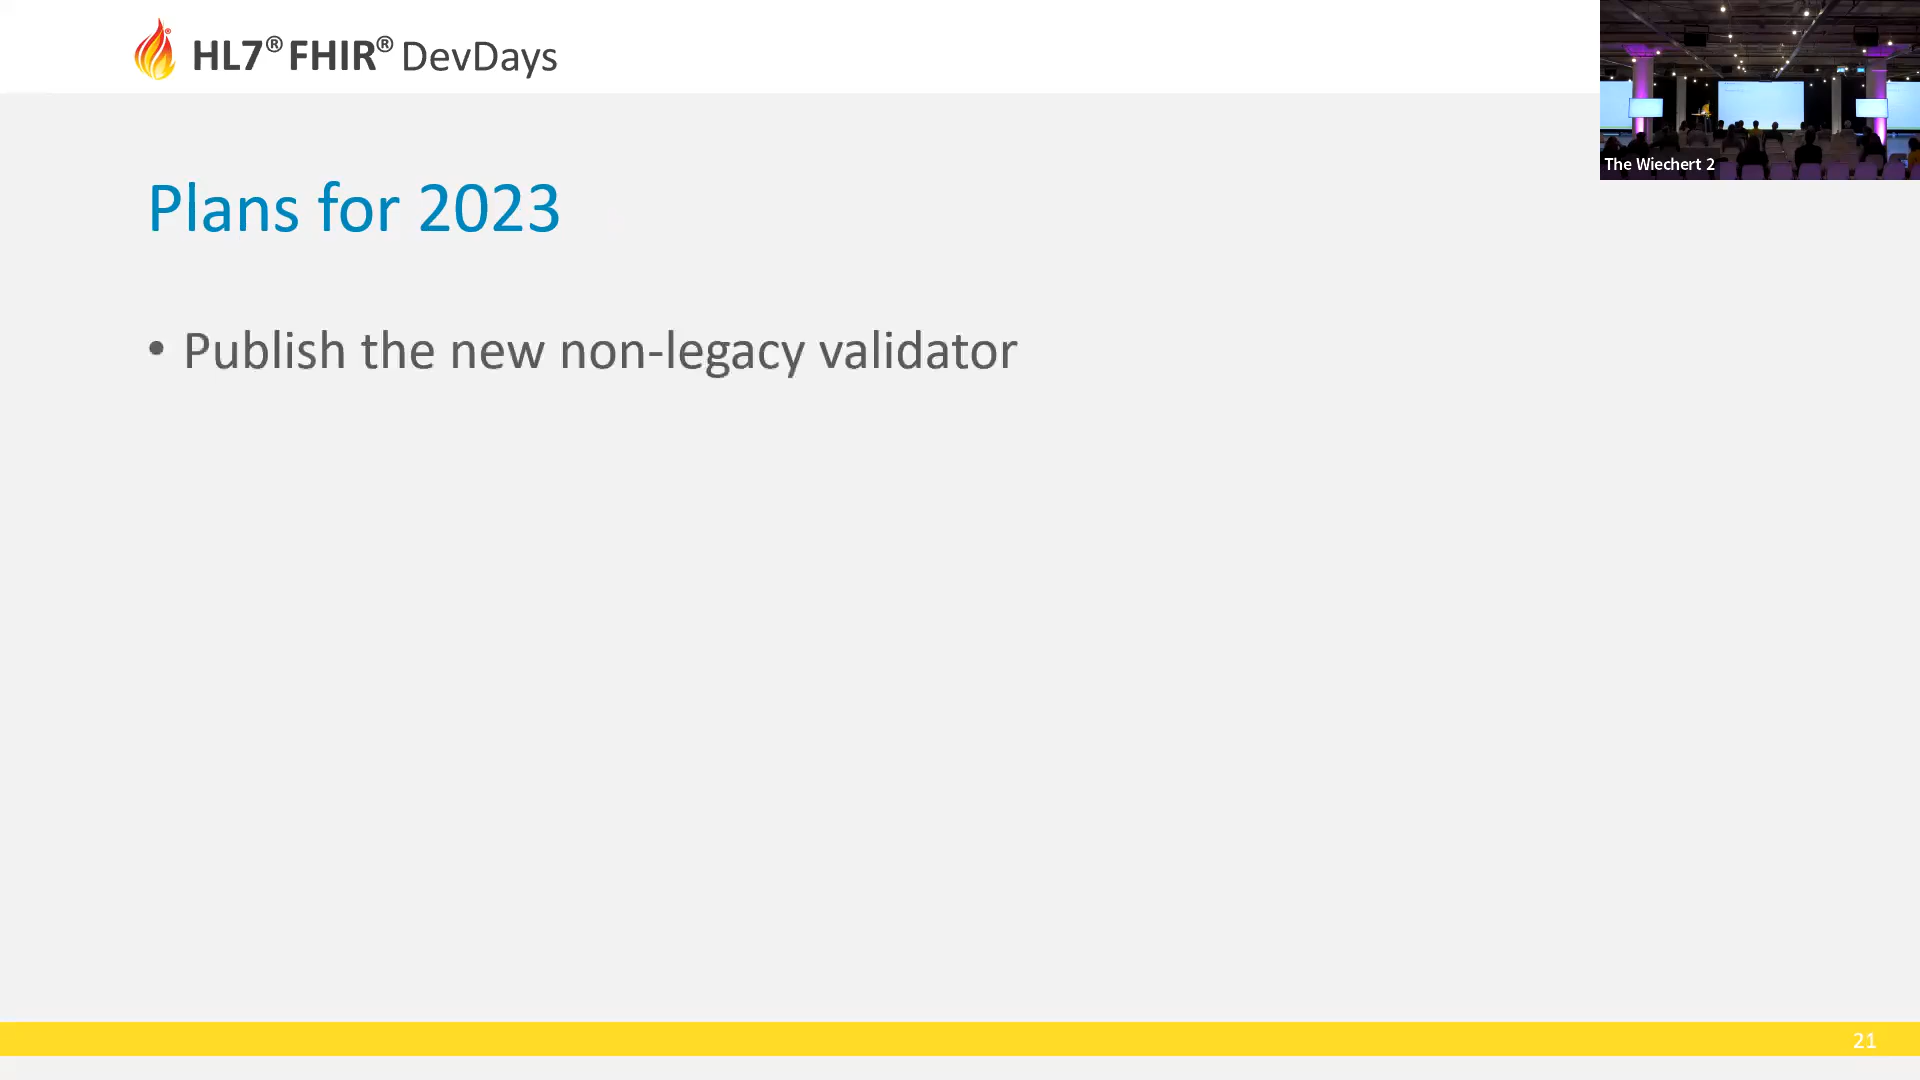 HL7® FHIR® DevDays
The Wiechert 2
Plans for 2023
• Publish the new non-legacy validator
21